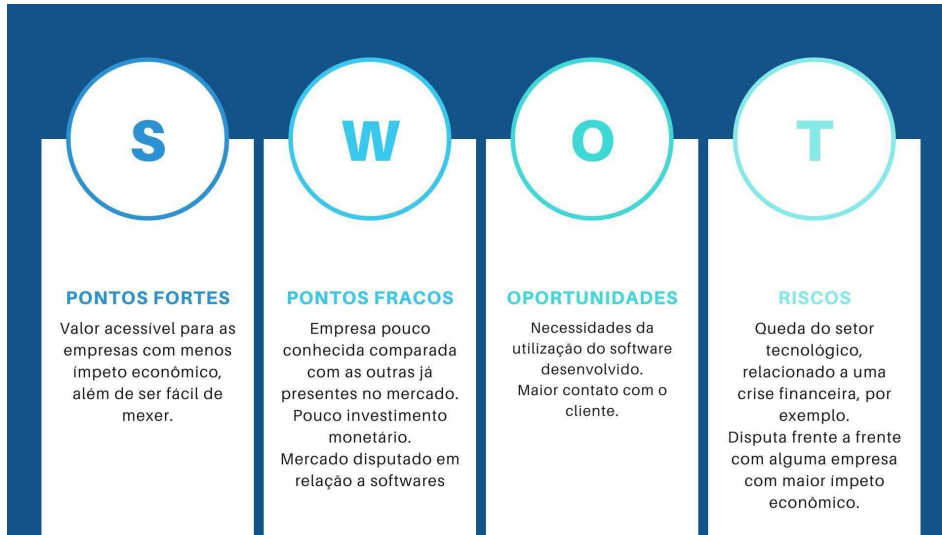 S
PONTOS FORTES
Valor acessível para as
empresas com menos
ímpeto econômico,
além de ser fácil de
mexer.
W
PONTOS FRACOS
Empresa pouco
conhecida comparada
com as outras já
presentes no mercado.
Pouco investimento
monetário.
Mercado disputado em
relação a softwares
O
OPORTUNIDADES
Necessidades da
utilização do software
desenvolvido.
Maior contato com o
cliente.
T
RISCOS
Queda do setor
tecnológico,
relacionado a uma
crise financeira, por
exemplo.
Disputa frente a frente
com alguma empresa
com maior ímpeto
econômico.